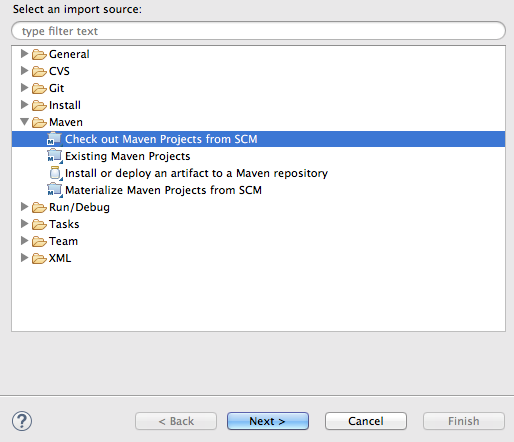 Select an import source:
type filter text
General
CVS
Git
Install
Maven
Check out Maven Projects from SCM
Existing Maven Projects
Install or deploy an artifact to a Maven repository
Materialize Maven Projects from SCM
Run/Debug
Tasks
Team
XML
? < Back Next > Cancel Finish